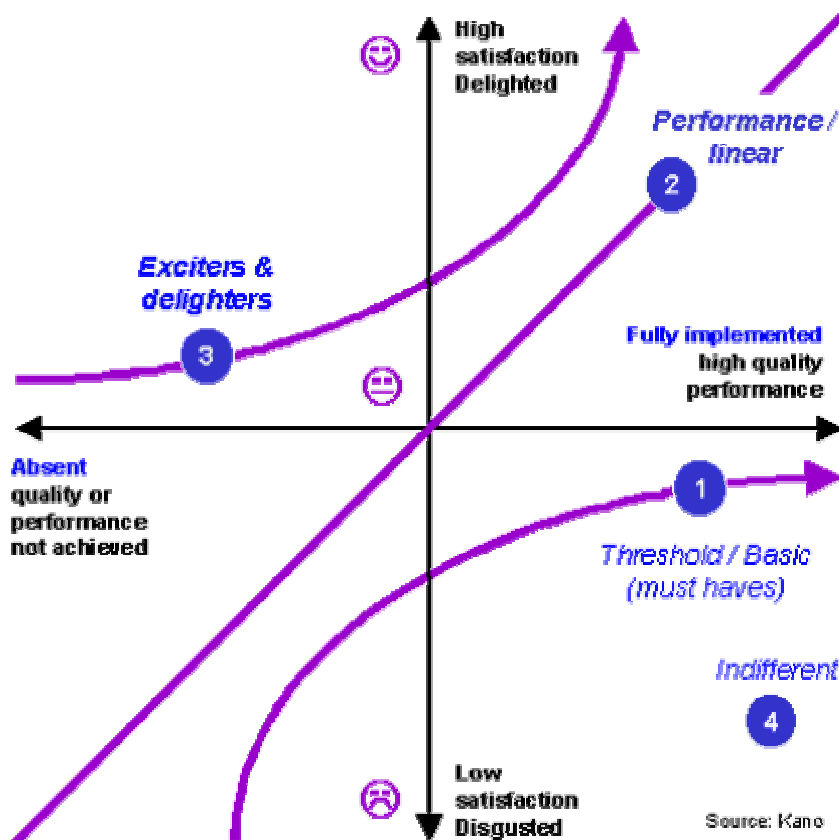 High
satisfaction
Delighted
Performance /
linear
2
Exciters &
delighters
3
Fully implemented
high quality
performance
Absent
quality or
performance
not achieved
1
Threshold / Basic
(must haves)
Indifferent
4
Low
satisfaction
Disgusted
Source: Kano